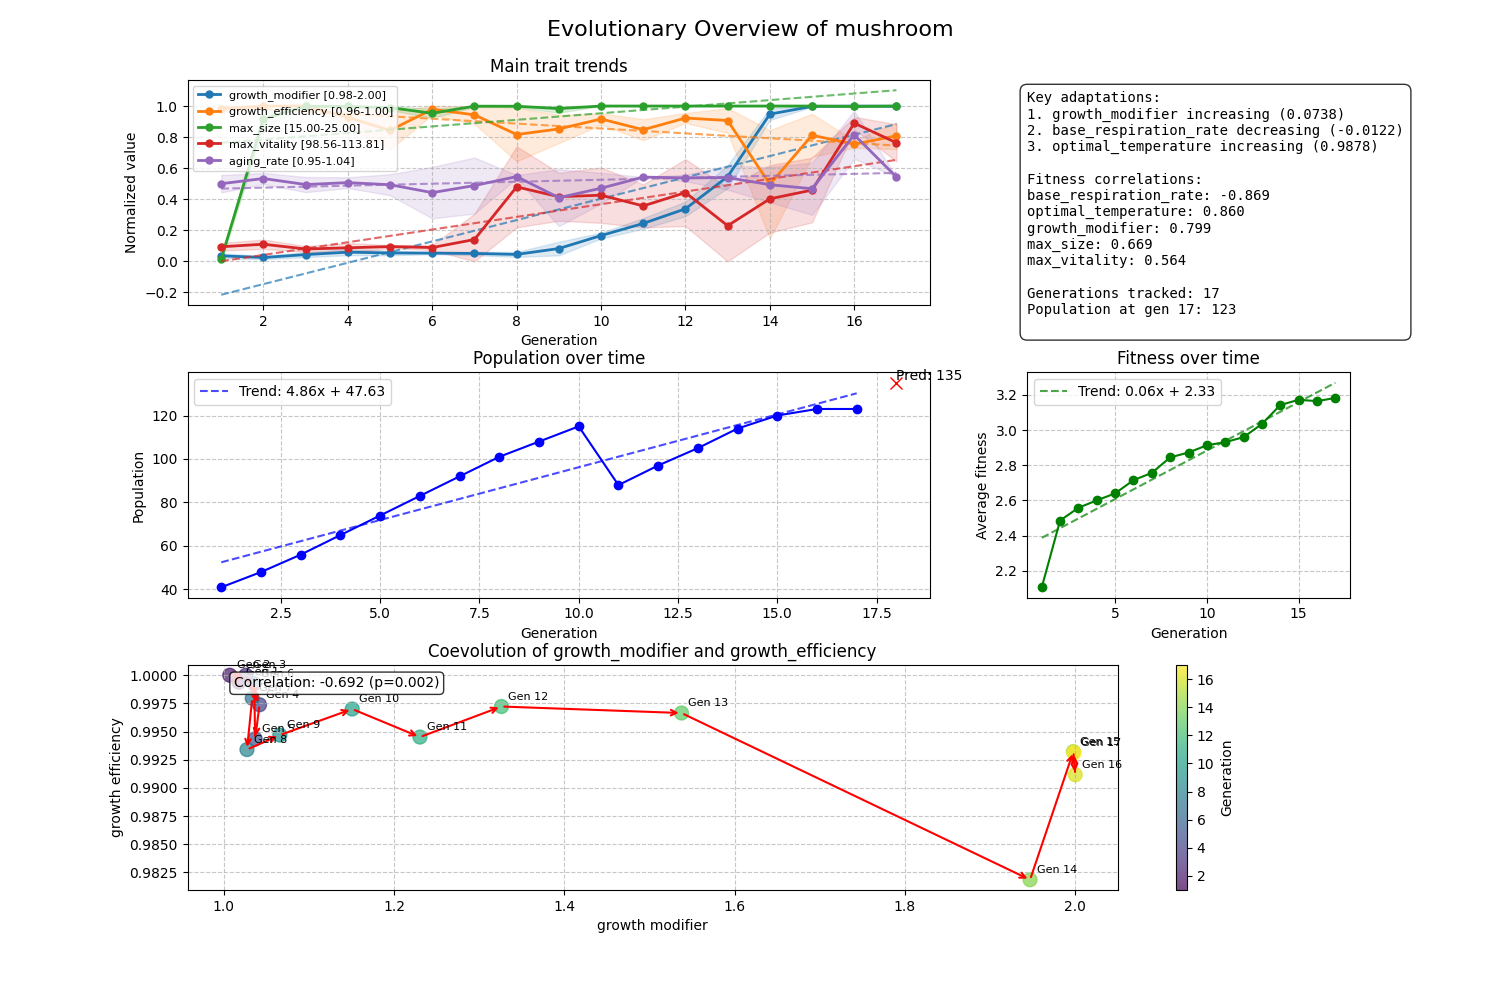 Evolutionary Overview of mushroom
Main trait trends
growth_modifier [0.98-2.00]
growth_efficiency [0.96-1.00]
max_size [15.00-25.00]
max_vitality [98.56-113.81]
aging_rate [0.95-1.04]
Normalized value
1.0
0.8
0.6
0.4
0.2
0.0
−0.2
2
4
6
8
10
12
14
16
Generation
Key adaptations:
1. growth_modifier increasing (0.0738)
2. base_respiration_rate decreasing (-0.0122)
3. optimal_temperature increasing (0.9878)
Fitness correlations:
base_respiration_rate: -0.869
optimal_temperature: 0.860
growth_modifier: 0.799
max_size: 0.669
max_vitality: 0.564
Generations tracked: 17
Population at gen 17: 123
Population over time
Trend: 4.86x + 47.63
Pred: 135
Population
120
100
80
60
40
2.5
5.0
7.5
10.0
12.5
15.0
17.5
Generation
Fitness over time
Trend: 0.06x + 2.33
Average fitness
3.2
3.0
2.8
2.6
2.4
2.2
5
10
15
Generation
Coevolution of growth_modifier and growth_efficiency
Correlation: -0.692 (p=0.002)
growth efficiency
1.0000
0.9975
0.9950
0.9925
0.9900
0.9875
0.9850
0.9825
Gen 3
Gen 4
Gen 8
Gen 9
Gen 10
Gen 11
Gen 12
Gen 13
Gen 14
Gen 15
Gen 17
Gen 16
1.0
1.2
1.4
1.6
1.8
2.0
growth modifier
16
14
12
10
8
6
4
2
Generation